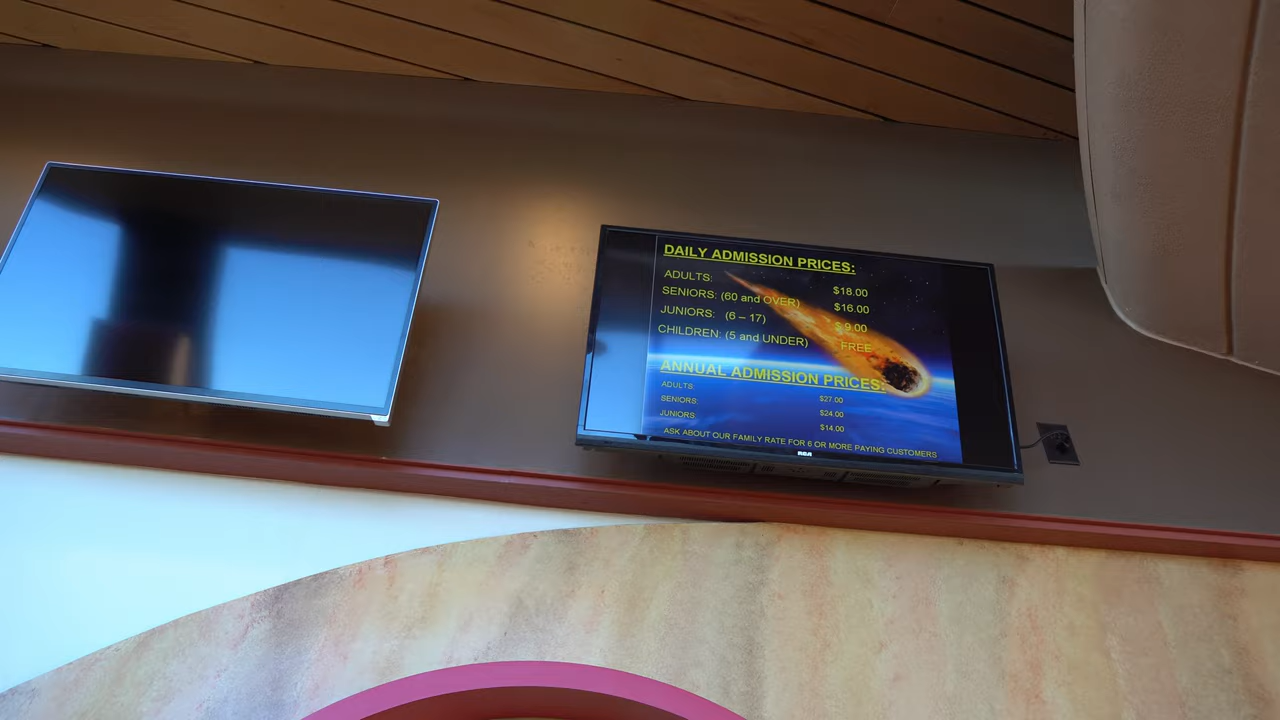 DAILY ADMISSION PRICES:
ADULTS: $18.00
SENIORS: (60 and OVER) $16.00
JUNIORS: (6 – 17) $ 9.00
CHILDREN: (5 and UNDER) FREE
ANNUAL ADMISSION PRICES:
ADULTS: $27.00
SENIORS: $24.00
JUNIORS: $14.00
ASK ABOUT OUR FAMILY RATE FOR 6 OR MORE PAYING CUSTOMERS
RCA